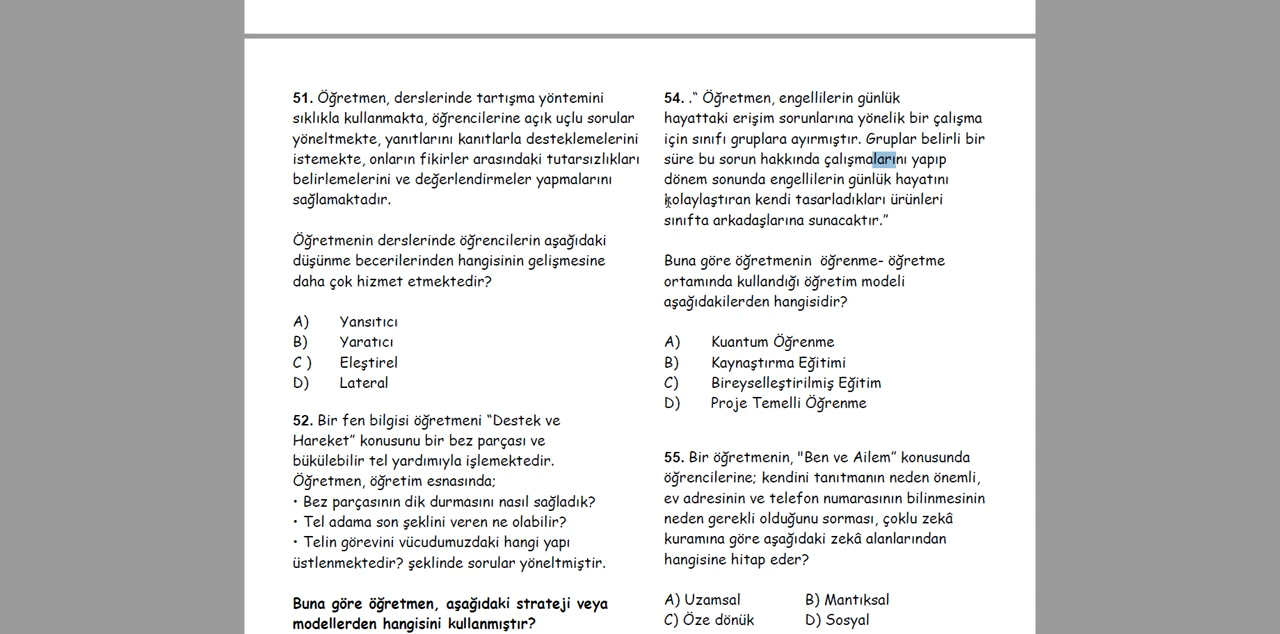 51. Öğretmen, derslerinde tartışma yöntemini
sıklıkla kullanmakta, öğrencilerine açık uçlu sorular
yöneltmekte, yanıtlarını kanıtlarla desteklemelerini
istemekte, onların fikirler arasındaki tutarsızlıkları
belirlemelerini ve değerlendirmeler yapmalarını
sağlamaktadır.
Öğretmenin derslerinde öğrencilerin aşağıdaki
düşünme becerilerinden hangisinin gelişmesine
daha çok hizmet etmektedir?
A) Yansıtıcı
B) Yaratıcı
C ) Eleştirel
D) Lateral
52. Bir fen bilgisi öğretmeni “Destek ve
Hareket” konusunu bir bez parçası ve
bükülebilir tel yardımıyla işlemektedir.
Öğretmen, öğretim esnasında;
• Bez parçasının dik durmasını nasıl sağladık?
• Tel adama son şeklini veren ne olabilir?
• Telin görevini vücudumuzdaki hangi yapı
üstlenmektedir? şeklinde sorular yöneltmiştir.
Buna göre öğretmen, aşağıdaki strateji veya
modellerden hangisini kullanmıştır?
54. .“ Öğretmen, engellilerin günlük
hayattaki erişim sorunlarına yönelik bir çalışma
için sınıfı gruplara ayırmıştır. Gruplar belirli bir
süre bu sorun hakkında çalışmalarını yapıp
dönem sonunda engellilerin günlük hayatını
kolaylaştıran kendi tasarladıkları ürünleri
sınıfta arkadaşlarına sunacaktır.”
Buna göre öğretmenin öğrenme- öğretme
ortamında kullandığı öğretim modeli
aşağıdakilerden hangisidir?
A) Kuantum Öğrenme
B) Kaynaştırma Eğitimi
C) Bireyselleştirilmiş Eğitim
D) Proje Temelli Öğrenme
55. Bir öğretmenin, "Ben ve Ailem” konusunda
öğrencilerine; kendini tanıtmanın neden önemli,
ev adresinin ve telefon numarasının bilinmesinin
neden gerekli olduğunu sorması, çoklu zekâ
kuramına göre aşağıdaki zekâ alanlarından
hangisine hitap eder?
A) Uzamsal B) Mantıksal
C) Öze dönük D) Sosyal